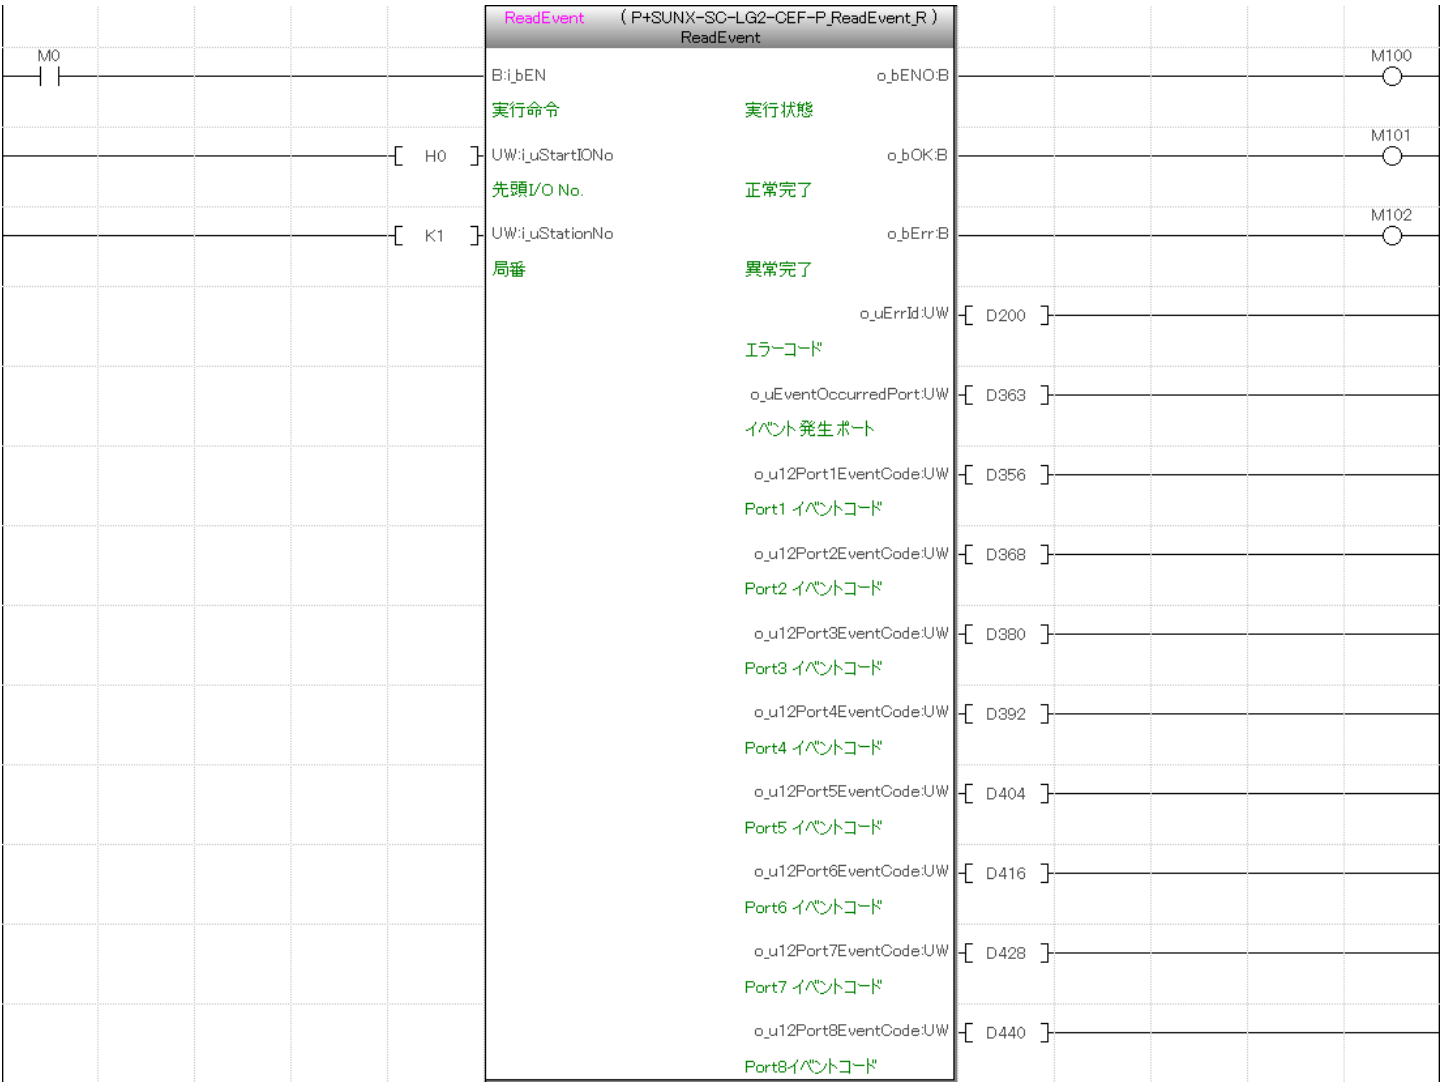 ReadEvent (P+SUNX-SC-LG2-CEF-P_ReadEvent_R)
ReadEvent
M0
B:i_bEN
o_bENO:B
M100
実行命令
実行状態
H0
UW:i_uStartIONo
o_bOK:B
M101
先頭I/O No.
正常完了
K1
UW:i_uStationNo
o_bErr:B
M102
局番
異常完了
o_uErrId:UW
D200
エラーコード
o_uEventOccurredPort:UW
D363
イベント発生ポート
o_u12Port1EventCode:UW
D356
Port1 イベントコード
o_u12Port2EventCode:UW
D368
Port2 イベントコード
o_u12Port3EventCode:UW
D380
Port3 イベントコード
o_u12Port4EventCode:UW
D392
Port4 イベントコード
o_u12Port5EventCode:UW
D404
Port5 イベントコード
o_u12Port6EventCode:UW
D416
Port6 イベントコード
o_u12Port7EventCode:UW
D428
Port7 イベントコード
o_u12Port8EventCode:UW
D440
Port8イベントコード